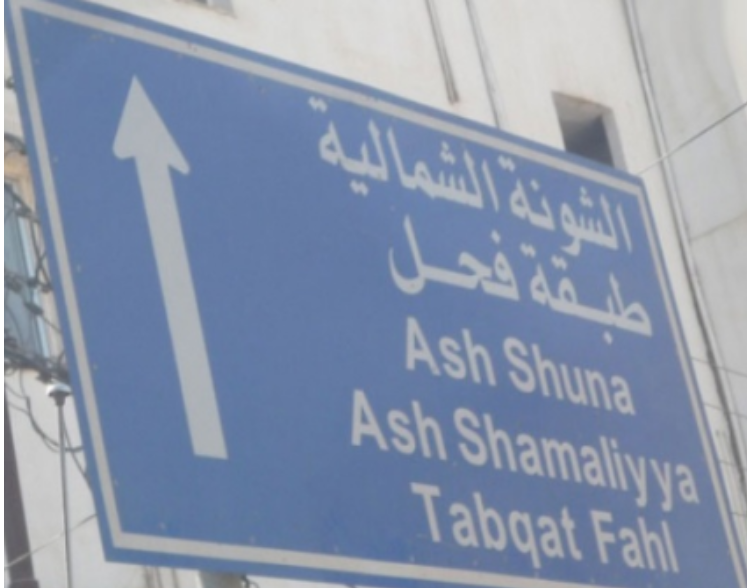 الشونة الشمالية
طبقة فحل
Ash Shuna
Ash Shamaliyya
Tabqat Fahl